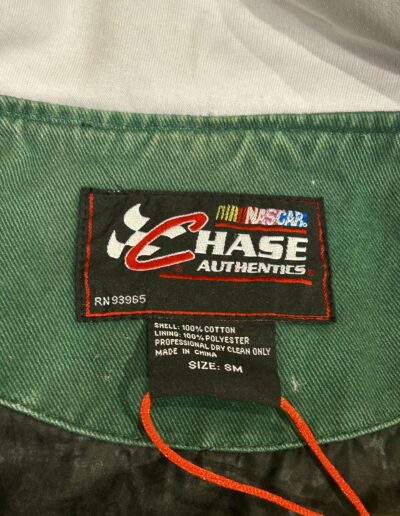 NASCAR®
CHASE
AUTHENTICS®
RN 93965
SHELL: 100% COTTON
LINING: 100% POLYESTER
PROFESSIONAL DRY CLEAN ONLY
MADE IN CHINA
SIZE: SM